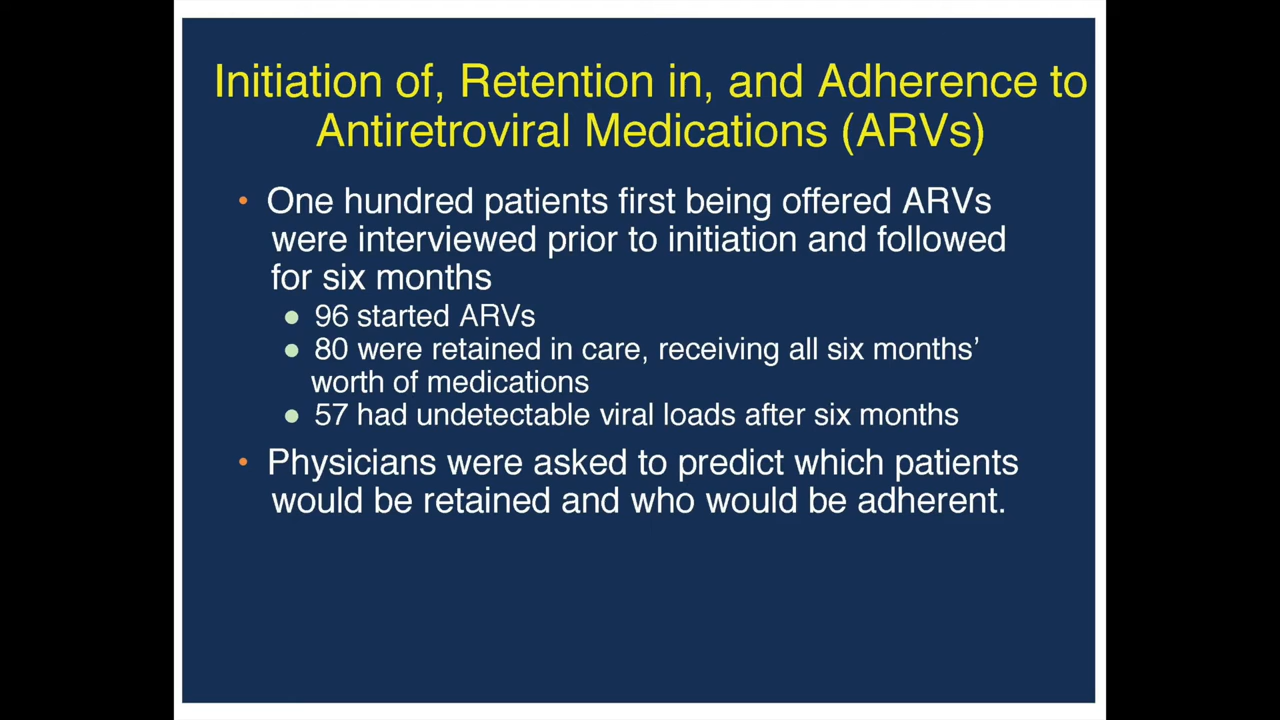 Initiation of, Retention in, and Adherence to
Antiretroviral Medications (ARVs)
• One hundred patients first being offered ARVs
were interviewed prior to initiation and followed
for six months
● 96 started ARVs
● 80 were retained in care, receiving all six months’
worth of medications
● 57 had undetectable viral loads after six months
• Physicians were asked to predict which patients
would be retained and who would be adherent.